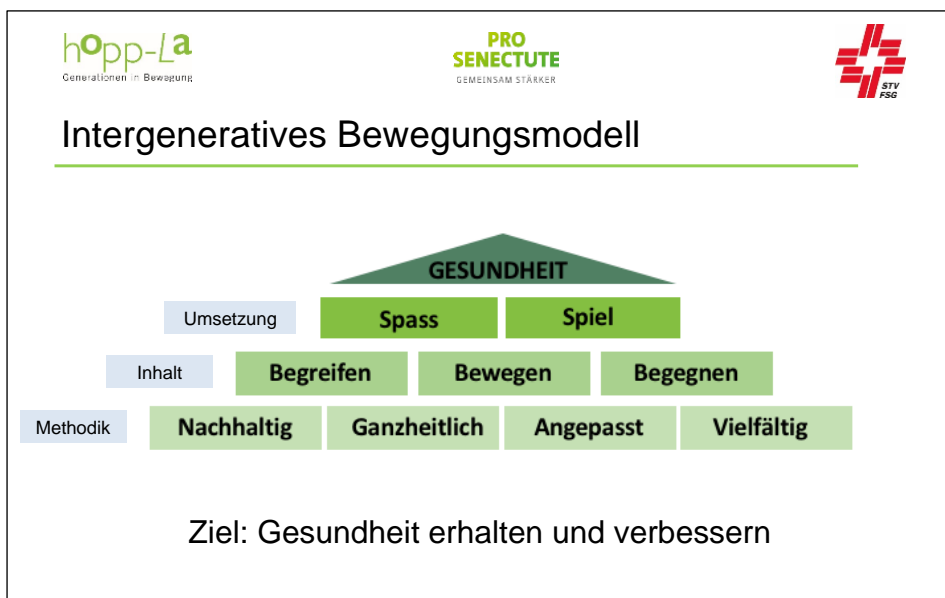 hopp-La
Generationen in Bewegung
PRO
SENECTUTE
GEMEINSAM STÄRKER
STV
FSG
Intergeneratives Bewegungsmodell
GESUNDHEIT
Umsetzung Spass Spiel
Inhalt Begreifen Bewegen Begegnen
Methodik Nachhaltig Ganzheitlich Angepasst Vielfältig
Ziel: Gesundheit erhalten und verbessern